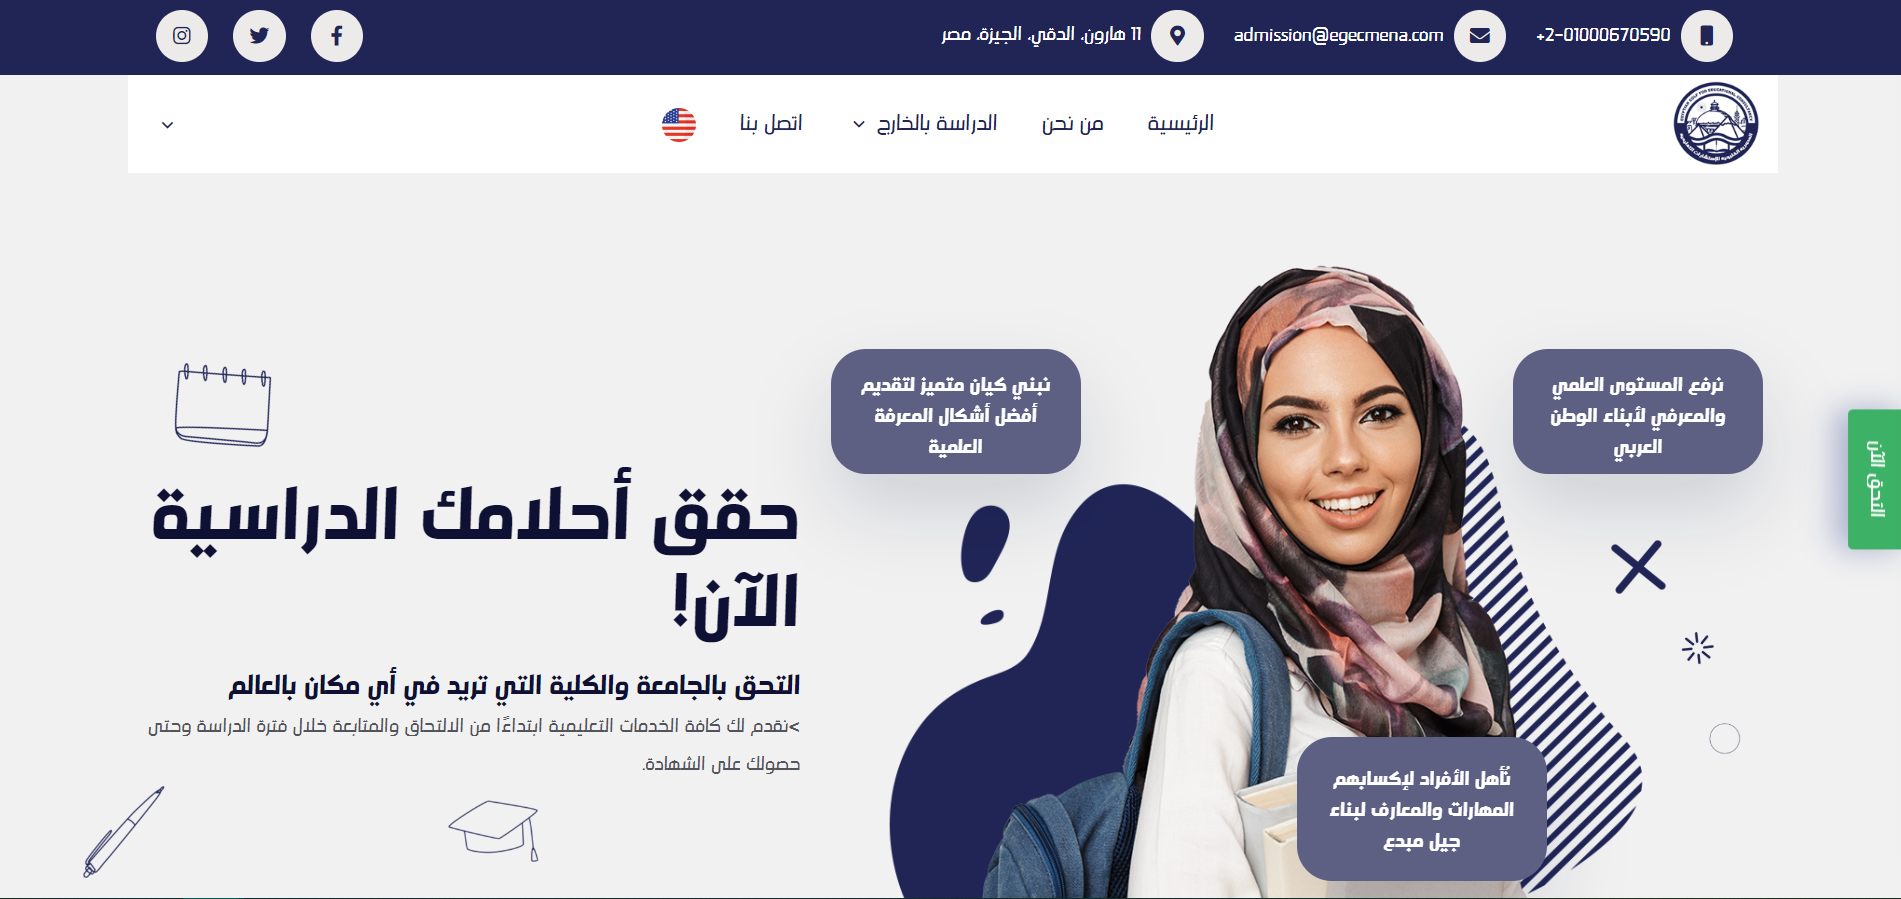 +2-01000670590
admission@egecmena.com
11 هارون، الدقي، الجيزة، مصر
الرئيسية
من نحن
الدراسة بالخارج
اتصل بنا
نرفع المستوى العلمي
والمعرفي لأبناء الوطن
العربي
نبني كيان متميز لتقديم
أفضل أشكال المعرفة
العلمية
التحق الآن
حقق أحلامك الدراسية
الآن!
التحق بالجامعة والكلية التي تريد في أي مكان بالعالم
>نقدم لك كافة الخدمات التعليمية ابتداءًا من الالتحاق والمتابعة خلال فترة الدراسة وحتى
حصولك على الشهادة.
نُأهل الأفراد لإكسابهم
المهارات والمعارف لبناء
جيل مبدع